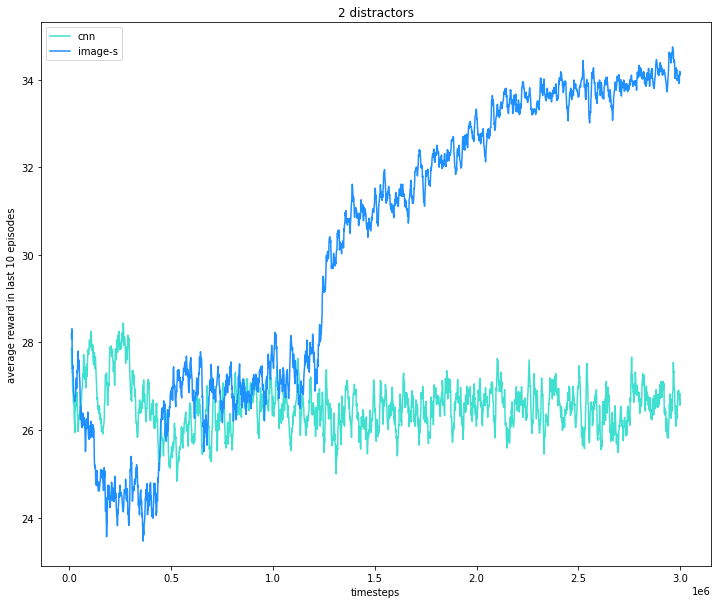 2 distractors
cnn
image-s
average reward in last 10 episodes
34
32
30
28
26
24
0.0 0.5 1.0 1.5 2.0 2.5 3.0
1e6
timesteps